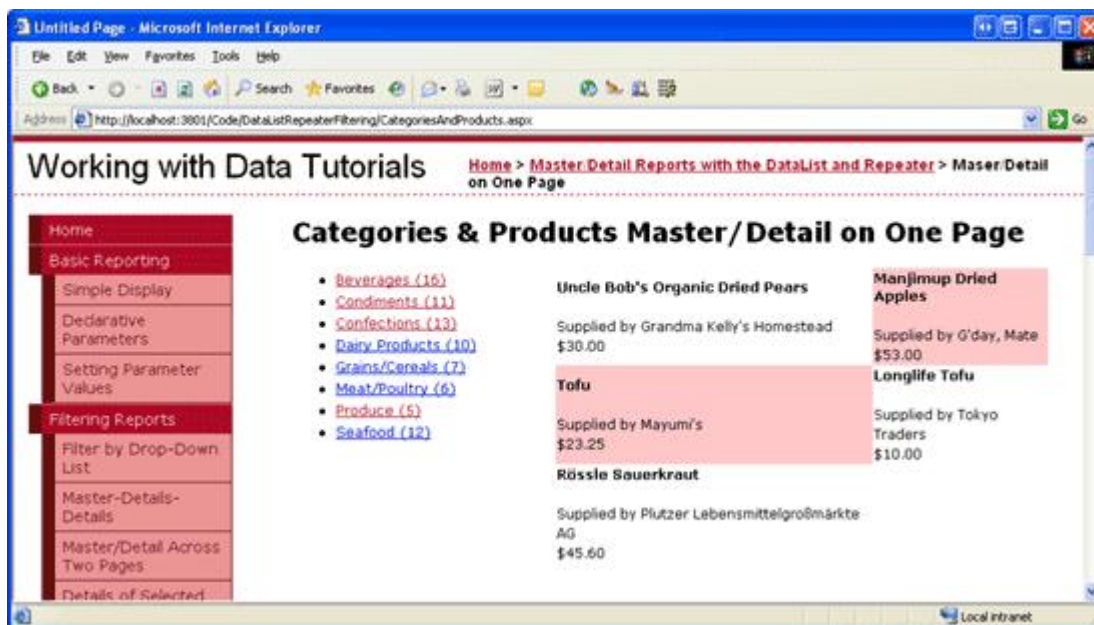 Untitled Page - Microsoft Internet Explorer
File Edit View Favorites Tools Help
Back Search Favorites
Address http://localhost:3801/Code/DataListRepeaterFiltering/CategoriesAndProducts.aspx Go
Working with Data Tutorials
Home > Master/Detail Reports with the DataList and Repeater > Maser/Detail
on One Page
Home
Basic Reporting
Simple Display
Declarative
Parameters
Setting Parameter
Values
Filtering Reports
Filter by Drop-Down
List
Master-Details-
Details
Master/Detail Across
Two Pages
Details of Selected
Categories & Products Master/Detail on One Page
Beverages (16)
Condiments (11)
Confections (13)
Dairy Products (10)
Grains/Cereals (7)
Meat/Poultry (6)
Produce (5)
Seafood (12)
Uncle Bob's Organic Dried Pears
Supplied by Grandma Kelly's Homestead
$30.00
Manjimup Dried
Apples
Supplied by G'day, Mate
$53.00
Tofu
Supplied by Mayumi's
$23.25
Longlife Tofu
Supplied by Tokyo
Traders
$10.00
Rössle Sauerkraut
Supplied by Plutzer Lebensmittelgroßmärkte
AG
$45.60
Local intranet